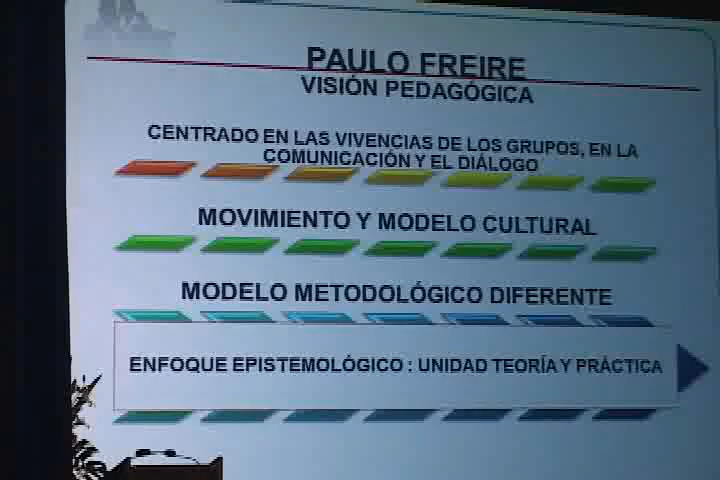 PAULO FREIRE
VISIÓN PEDAGÓGICA
CENTRADO EN LAS VIVENCIAS DE LOS GRUPOS, EN LA
COMUNICACIÓN Y EL DIÁLOGO
MOVIMIENTO Y MODELO CULTURAL
MODELO METODOLÓGICO DIFERENTE
ENFOQUE EPISTEMOLÓGICO : UNIDAD TEORÍA Y PRÁCTICA